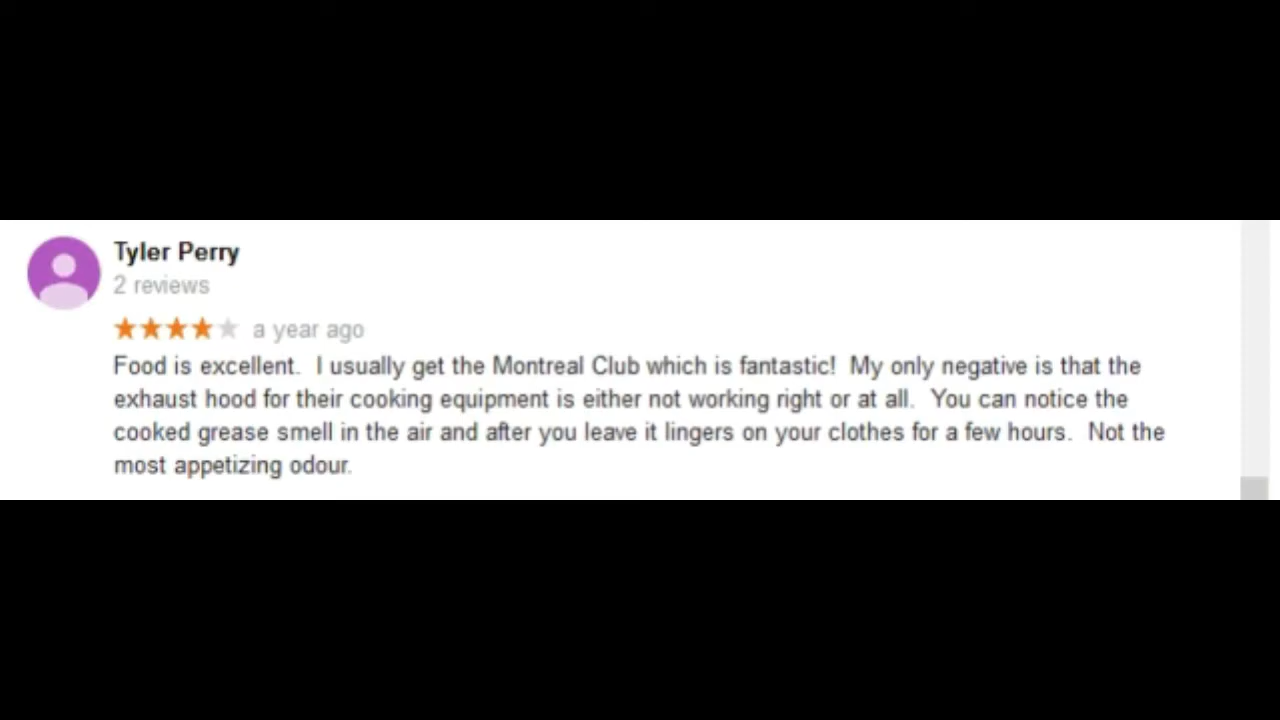 Tyler Perry
2 reviews
a year ago
Food is excellent.  I usually get the Montreal Club which is fantastic!  My only negative is that the
exhaust hood for their cooking equipment is either not working right or at all.  You can notice the
cooked grease smell in the air and after you leave it lingers on your clothes for a few hours.  Not the
most appetizing odour.